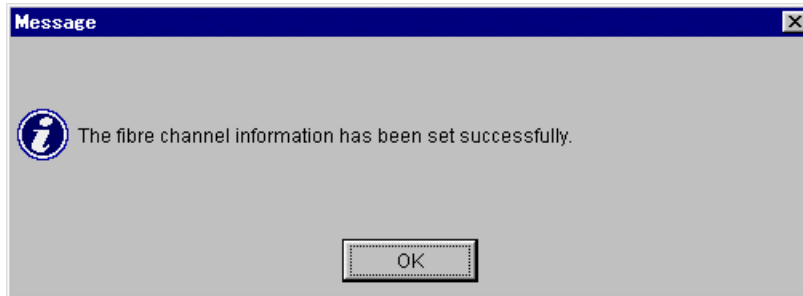 Message
The fibre channel information has been set successfully.
OK